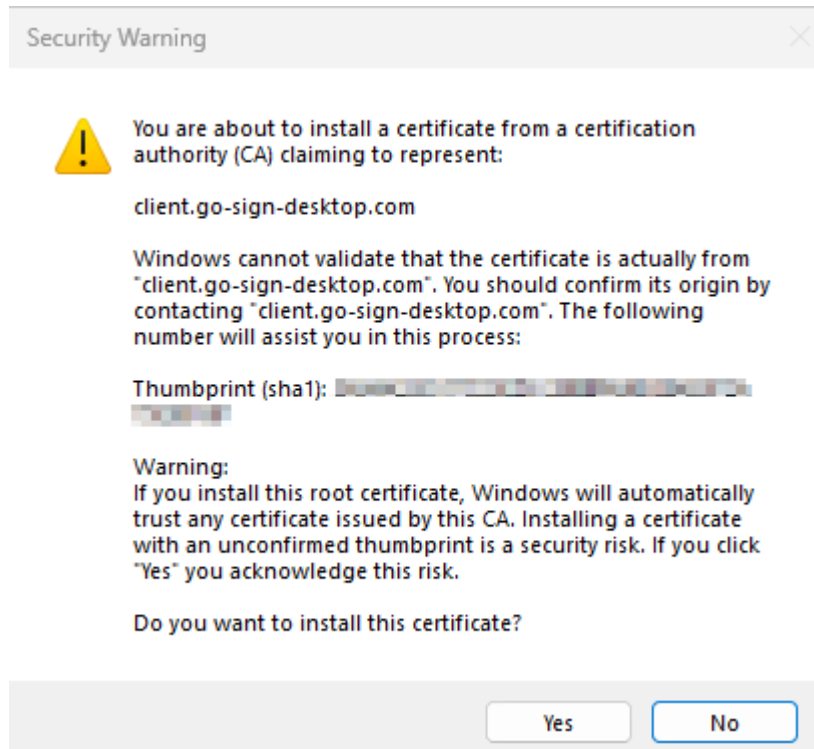 Security Warning
You are about to install a certificate from a certification
authority (CA) claiming to represent:
client.go-sign-desktop.com
Windows cannot validate that the certificate is actually from
"client.go-sign-desktop.com". You should confirm its origin by
contacting "client.go-sign-desktop.com". The following
number will assist you in this process:
Thumbprint (sha1):
Warning:
If you install this root certificate, Windows will automatically
trust any certificate issued by this CA. Installing a certificate
with an unconfirmed thumbprint is a security risk. If you click
"Yes" you acknowledge this risk.
Do you want to install this certificate?
Yes No